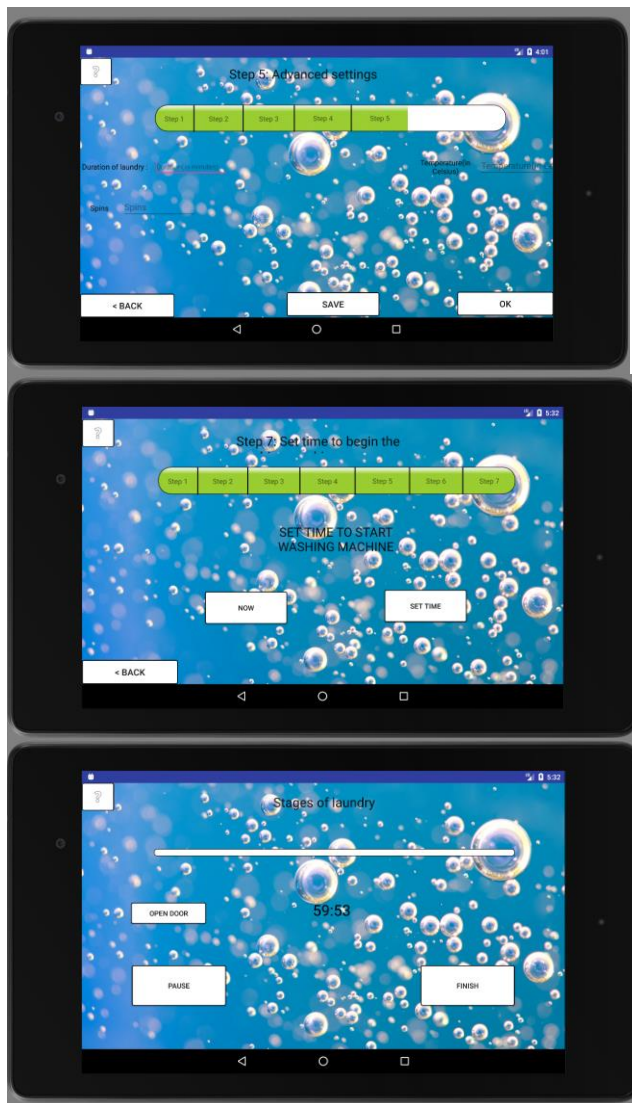 4:01
Step 5: Advanced settings
Step 1 Step 2 Step 3 Step 4 Step 5
Duration of laundry :
Temperature(in
Celsius)
Spins Spins
< BACK SAVE OK
5:32
Step 7: Set time to begin the
Step 1 Step 2 Step 3 Step 4 Step 5 Step 6 Step 7
SET TIME TO START
WASHING MACHINE
NOW SET TIME
< BACK
5:32
Stages of laundry
OPEN DOOR 59:53
PAUSE FINISH